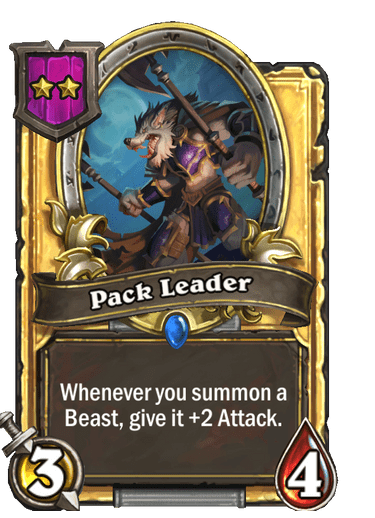 Pack Leader
Whenever you summon a
Beast, give it +2 Attack.
3
4